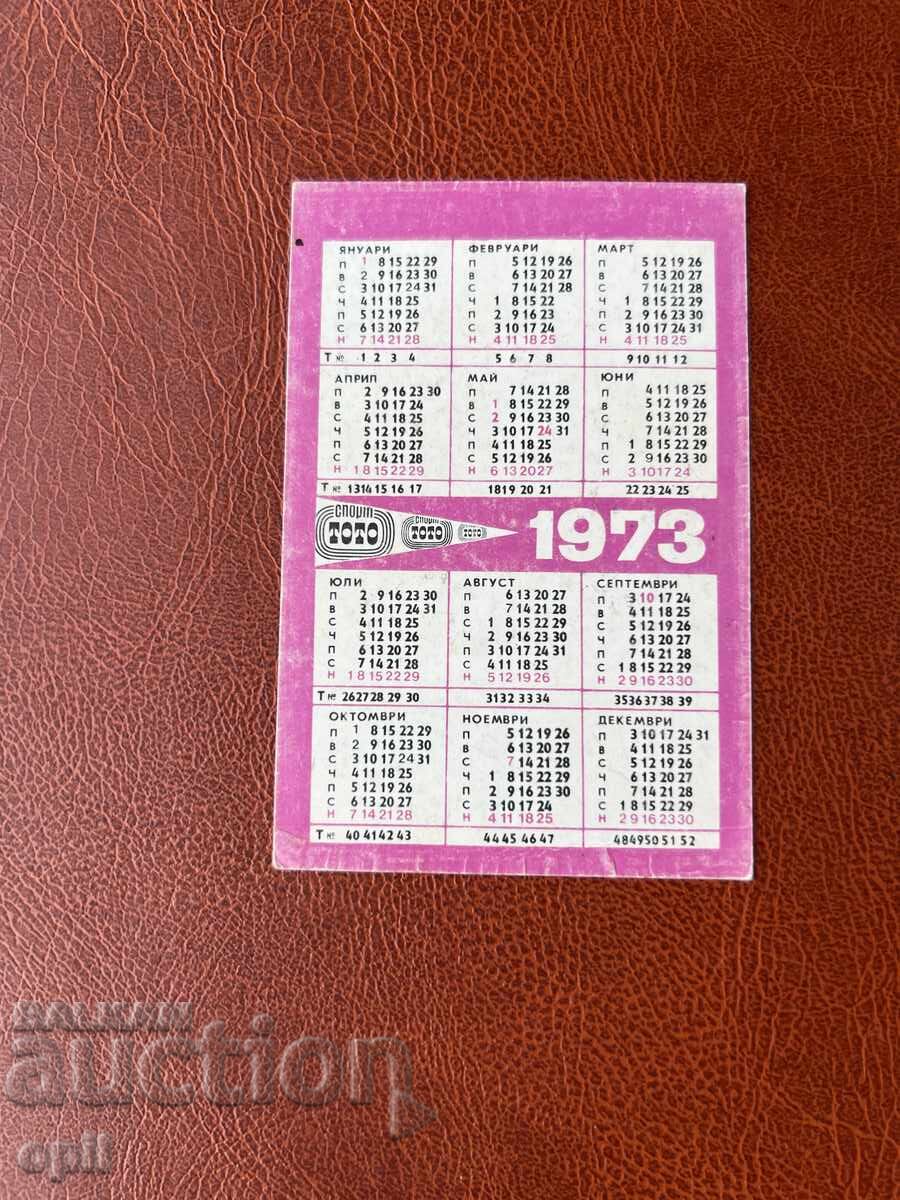 ЯНУАРИ
П 1 8 15 22 29
В 2 9 16 23 30
С 3 10 17 24 31
Ч 4 11 18 25
П 5 12 19 26
С 6 13 20 27
Н 7 14 21 28
Т № 1 2 3 4
ФЕВРУАРИ
П 5 12 19 26
В 6 13 20 27
С 7 14 21 28
Ч 1 8 15 22
П 2 9 16 23
С 3 10 17 24
Н 4 11 18 25
5 6 7 8
МАРТ
П 5 12 19 26
В 6 13 20 27
С 7 14 21 28
Ч 1 8 15 22 29
П 2 9 16 23 30
С 3 10 17 24 31
Н 4 11 18 25
9 10 11 12
АПРИЛ
П 2 9 16 23 30
В 3 10 17 24
С 4 11 18 25
Ч 5 12 19 26
П 6 13 20 27
С 7 14 21 28
Н 1 8 15 22 29
Т № 13 14 15 16 17
МАЙ
П 7 14 21 28
В 1 8 15 22 29
С 2 9 16 23 30
Ч 3 10 17 24 31
П 4 11 18 25
С 5 12 19 26
Н 6 13 20 27
18 19 20 21
ЮНИ
П 4 11 18 25
В 5 12 19 26
С 6 13 20 27
Ч 7 14 21 28
П 1 8 15 22 29
С 2 9 16 23 30
Н 3 10 17 24
22 23 24 25
спорт ТОТО
спорт ТОТО
ТОТО
1973
ЮЛИ
П 2 9 16 23 30
В 3 10 17 24 31
С 4 11 18 25
Ч 5 12 19 26
П 6 13 20 27
С 7 14 21 28
Н 1 8 15 22 29
Т № 26 27 28 29 30
АВГУСТ
П 6 13 20 27
В 7 14 21 28
С 1 8 15 22 29
Ч 2 9 16 23 30
П 3 10 17 24 31
С 4 11 18 25
Н 5 12 19 26
31 32 33 34
СЕПТЕМВРИ
П 3 10 17 24
В 4 11 18 25
С 5 12 19 26
Ч 6 13 20 27
П 7 14 21 28
С 1 8 15 22 29
Н 2 9 16 23 30
35 36 37 38 39
ОКТОМВРИ
П 1 8 15 22 29
В 2 9 16 23 30
С 3 10 17 24 31
Ч 4 11 18 25
П 5 12 19 26
С 6 13 20 27
Н 7 14 21 28
Т № 40 41 42 43
НОЕМВРИ
П 5 12 19 26
В 6 13 20 27
С 7 14 21 28
Ч 1 8 15 22 29
П 2 9 16 23 30
С 3 10 17 24
Н 4 11 18 25
44 45 46 47
ДЕКЕМВРИ
П 3 10 17 24 31
В 4 11 18 25
С 5 12 19 26
Ч 6 13 20 27
П 7 14 21 28
С 1 8 15 22 29
Н 2 9 16 23 30
48 49 50 51 52
BALKAN
auction
opil